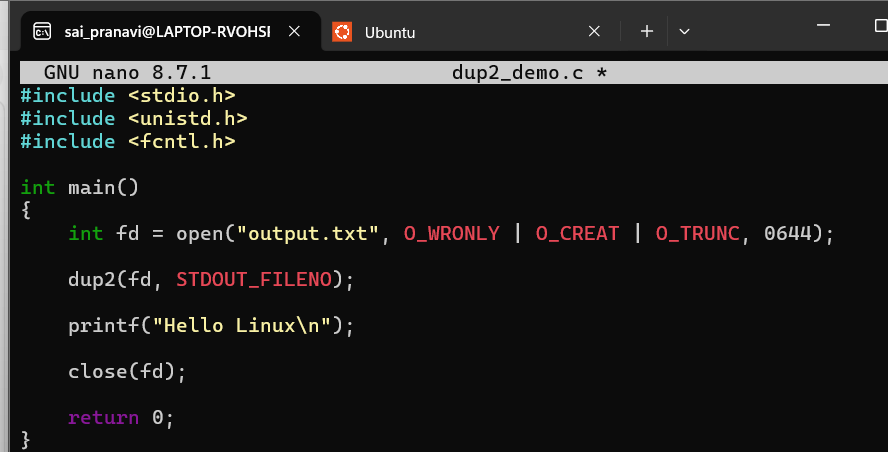 sai_pranavi@LAPTOP-RVOHSI
Ubuntu
GNU nano 8.7.1 dup2_demo.c *
#include <stdio.h>
#include <unistd.h>
#include <fcntl.h>
int main()
{
    int fd = open("output.txt", O_WRONLY | O_CREAT | O_TRUNC, 0644);
    dup2(fd, STDOUT_FILENO);
    printf("Hello Linux\n");
    close(fd);
    return 0;
}